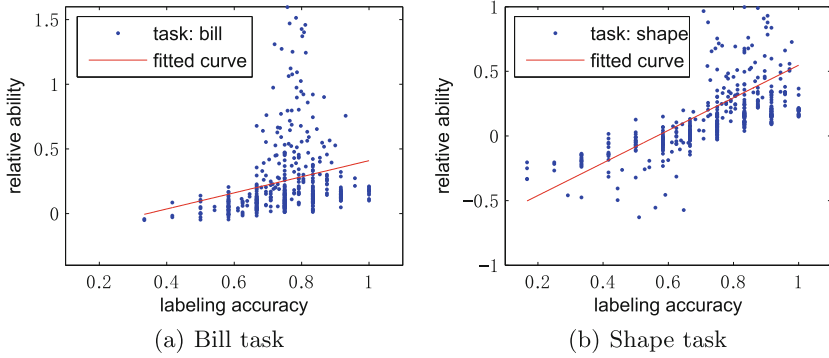 1.5
1
0.5
0
relative ability
task: bill
fitted curve
0.2 0.4 0.6 0.8 1
labeling accuracy
(a) Bill task
1
0.5
0
−0.5
−1
relative ability
task: shape
fitted curve
0.2 0.4 0.6 0.8 1
labeling accuracy
(b) Shape task